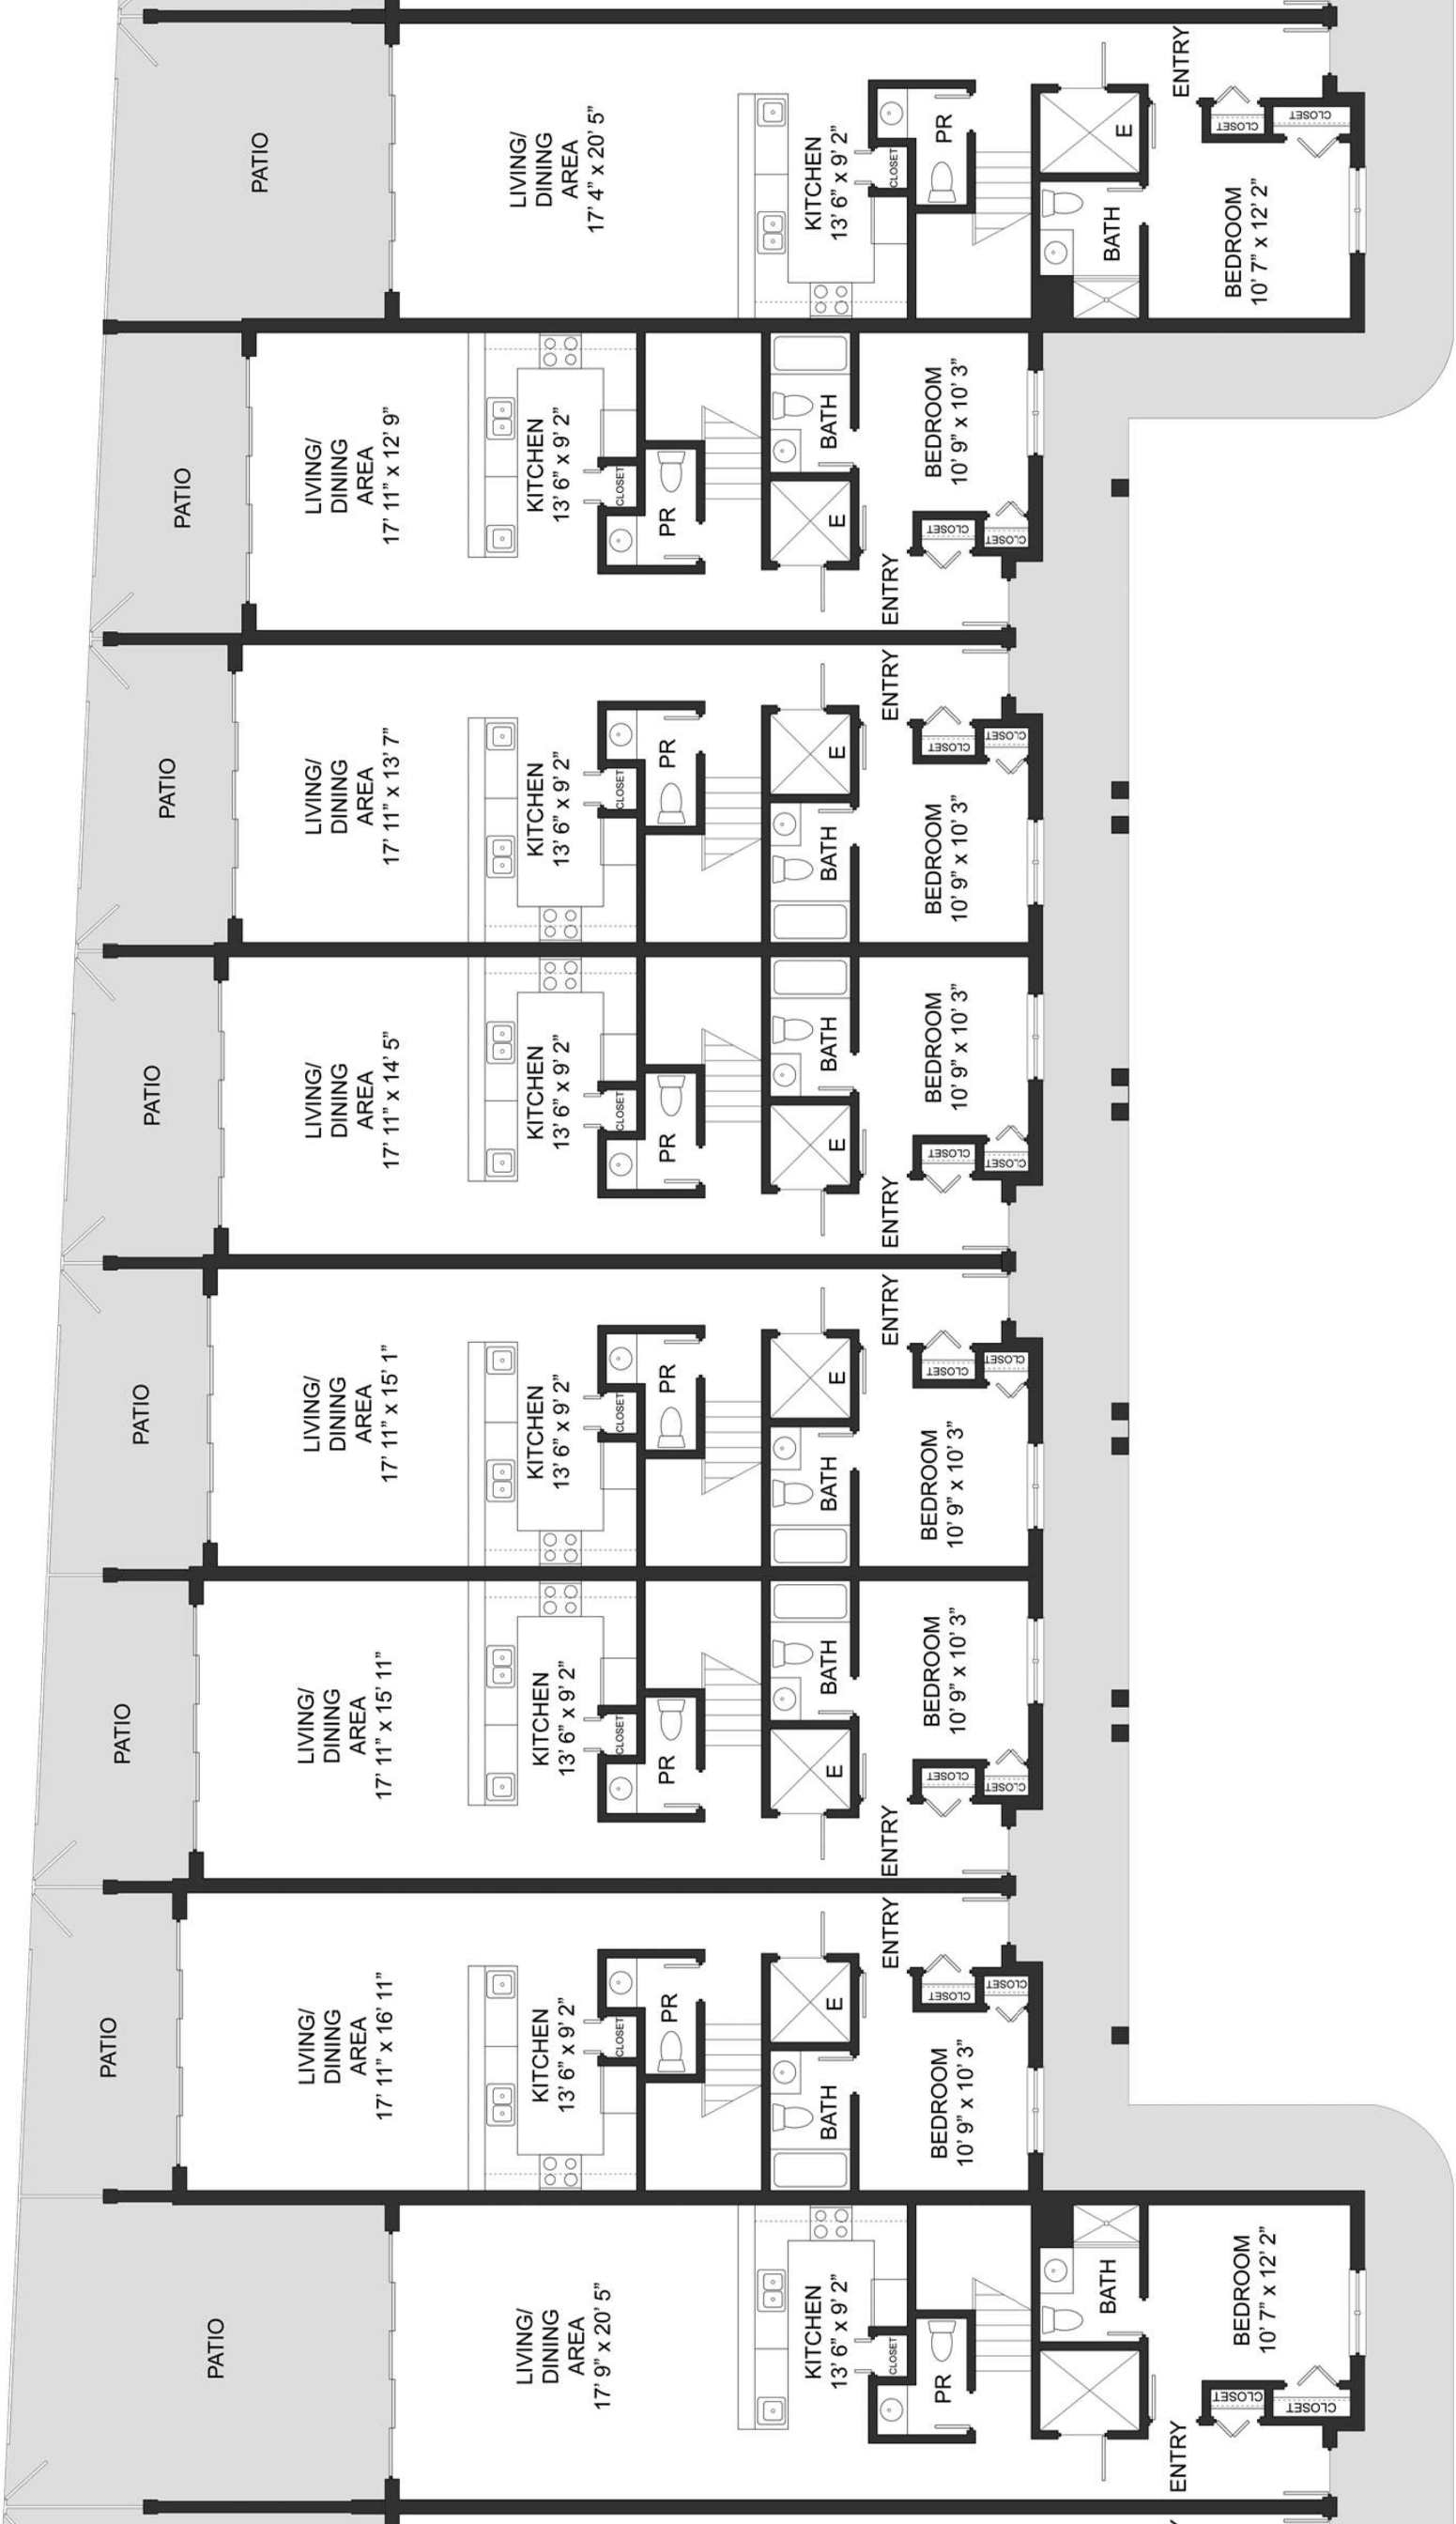 PATIO
LIVING/
DINING
AREA
17' 4" x 20' 5"
KITCHEN
13' 6" x 9' 2"
CLOSET
PR
E
BATH
ENTRY
CLOSET
CLOSET
BEDROOM
10' 7" x 12' 2"
PATIO
LIVING/
DINING
AREA
17' 11" x 12' 9"
KITCHEN
13' 6" x 9' 2"
CLOSET
PR
BATH
E
ENTRY
CLOSET
CLOSET
BEDROOM
10' 9" x 10' 3"
PATIO
LIVING/
DINING
AREA
17' 11" x 13' 7"
KITCHEN
13' 6" x 9' 2"
CLOSET
PR
E
BATH
ENTRY
CLOSET
CLOSET
BEDROOM
10' 9" x 10' 3"
PATIO
LIVING/
DINING
AREA
17' 11" x 14' 5"
KITCHEN
13' 6" x 9' 2"
CLOSET
PR
BATH
E
ENTRY
CLOSET
CLOSET
BEDROOM
10' 9" x 10' 3"
PATIO
LIVING/
DINING
AREA
17' 11" x 15' 1"
KITCHEN
13' 6" x 9' 2"
CLOSET
PR
E
BATH
ENTRY
CLOSET
CLOSET
BEDROOM
10' 9" x 10' 3"
PATIO
LIVING/
DINING
AREA
17' 11" x 15' 11"
KITCHEN
13' 6" x 9' 2"
CLOSET
PR
BATH
E
ENTRY
CLOSET
CLOSET
BEDROOM
10' 9" x 10' 3"
PATIO
LIVING/
DINING
AREA
17' 11" x 16' 11"
KITCHEN
13' 6" x 9' 2"
CLOSET
PR
E
BATH
ENTRY
CLOSET
CLOSET
BEDROOM
10' 9" x 10' 3"
PATIO
LIVING/
DINING
AREA
17' 9" x 20' 5"
KITCHEN
13' 6" x 9' 2"
CLOSET
PR
BATH
ENTRY
CLOSET
CLOSET
BEDROOM
10' 7" x 12' 2"